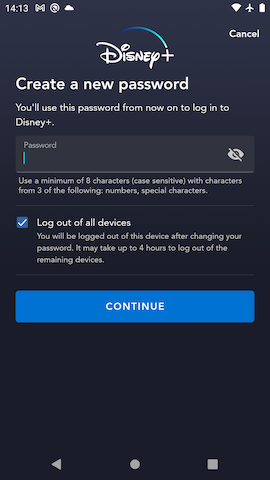 14:13
Cancel
Disney+
Create a new password
You'll use this password from now on to log in to
Disney+.
Password
Use a minimum of 8 characters (case sensitive) with characters
from 3 of the following: numbers, special characters.
Log out of all devices
You will be logged out of this device after changing your
password. It may take up to 4 hours to log out of the
remaining devices.
CONTINUE